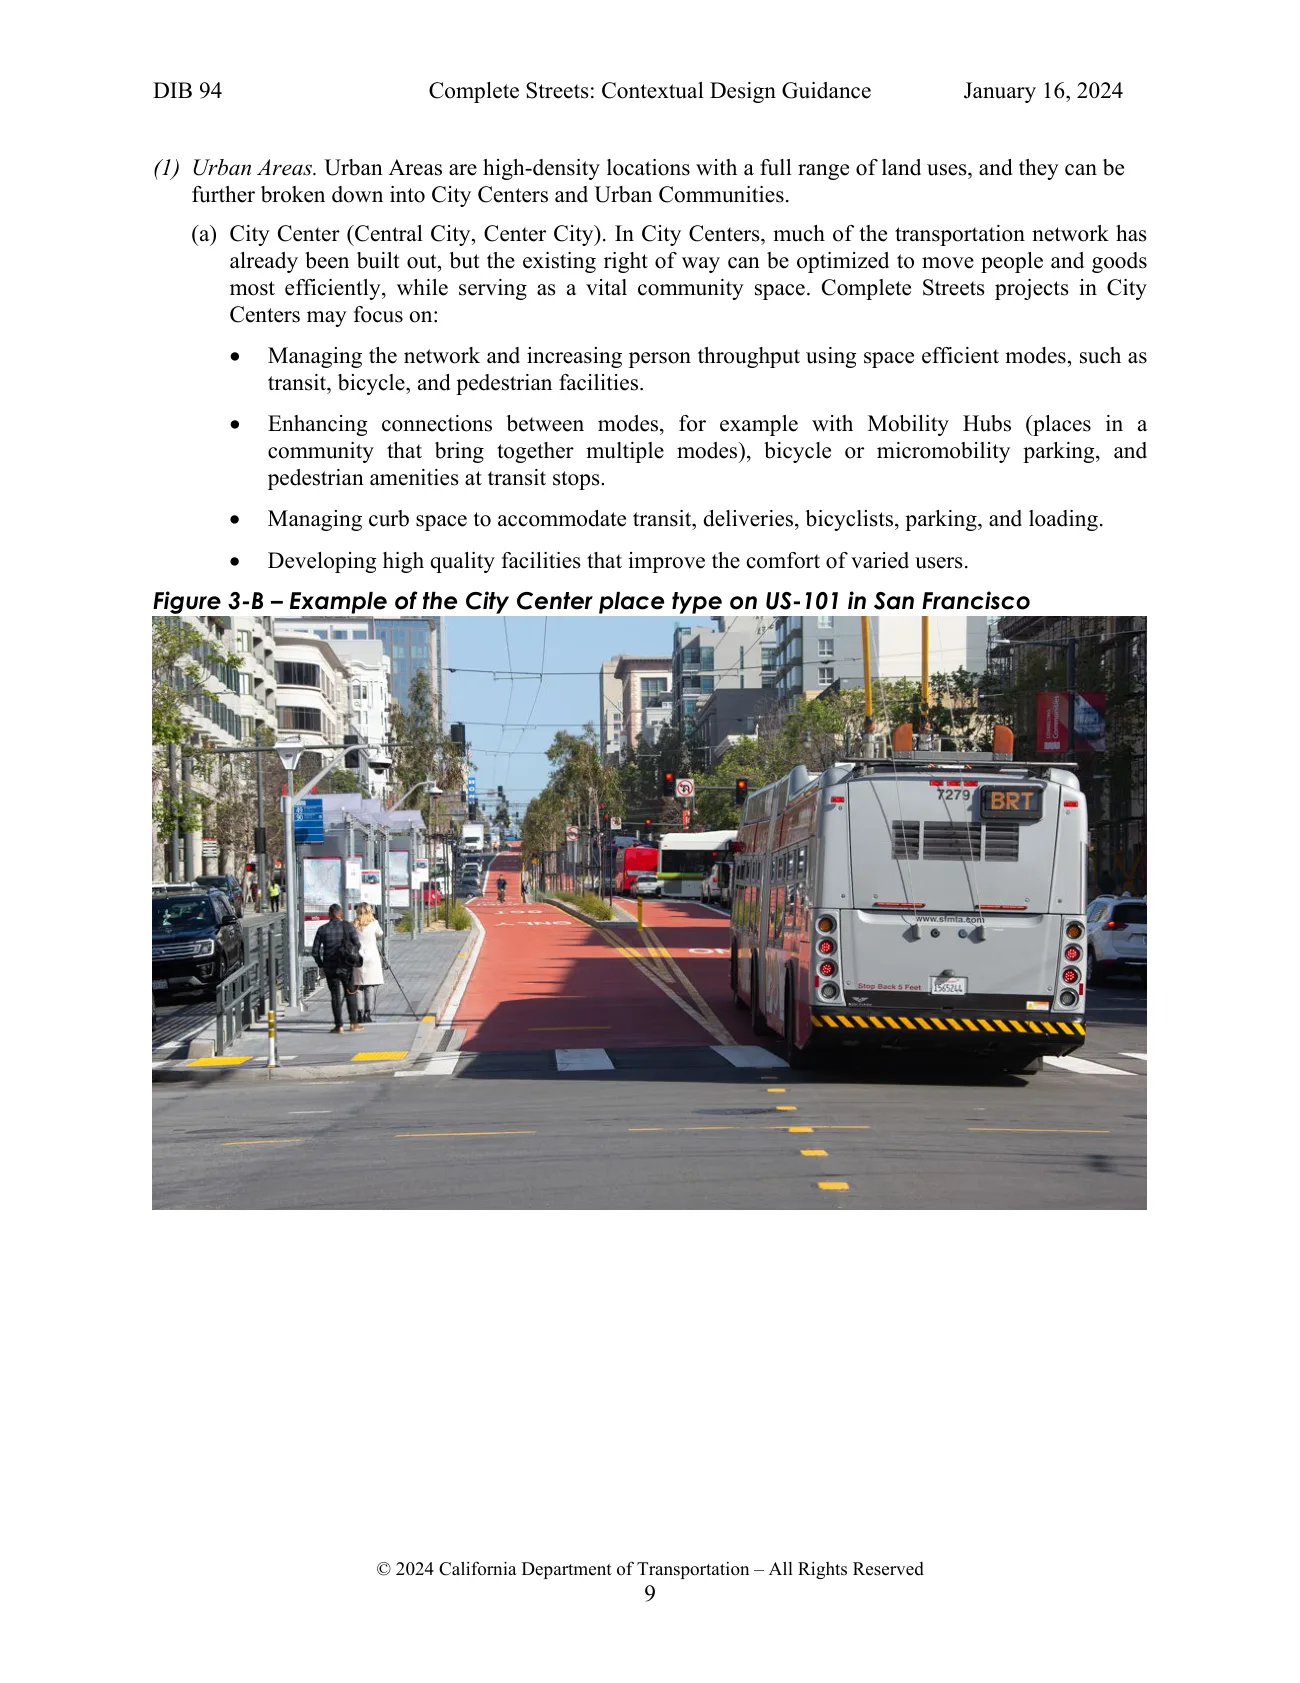 DIB 94 Complete Streets: Contextual Design Guidance January 16, 2024
(1) Urban Areas. Urban Areas are high-density locations with a full range of land uses, and they can be
further broken down into City Centers and Urban Communities.
(a) City Center (Central City, Center City). In City Centers, much of the transportation network has
already been built out, but the existing right of way can be optimized to move people and goods
most efficiently, while serving as a vital community space. Complete Streets projects in City
Centers may focus on:
• Managing the network and increasing person throughput using space efficient modes, such as
transit, bicycle, and pedestrian facilities.
• Enhancing connections between modes, for example with Mobility Hubs (places in a
community that bring together multiple modes), bicycle or micromobility parking, and
pedestrian amenities at transit stops.
• Managing curb space to accommodate transit, deliveries, bicyclists, parking, and loading.
• Developing high quality facilities that improve the comfort of varied users.
Figure 3-B – Example of the City Center place type on US-101 in San Francisco
7279 BRT
49
90
www.sfmta.com
ONLY
Stop Back 5 Feet
1565244
© 2024 California Department of Transportation – All Rights Reserved
9